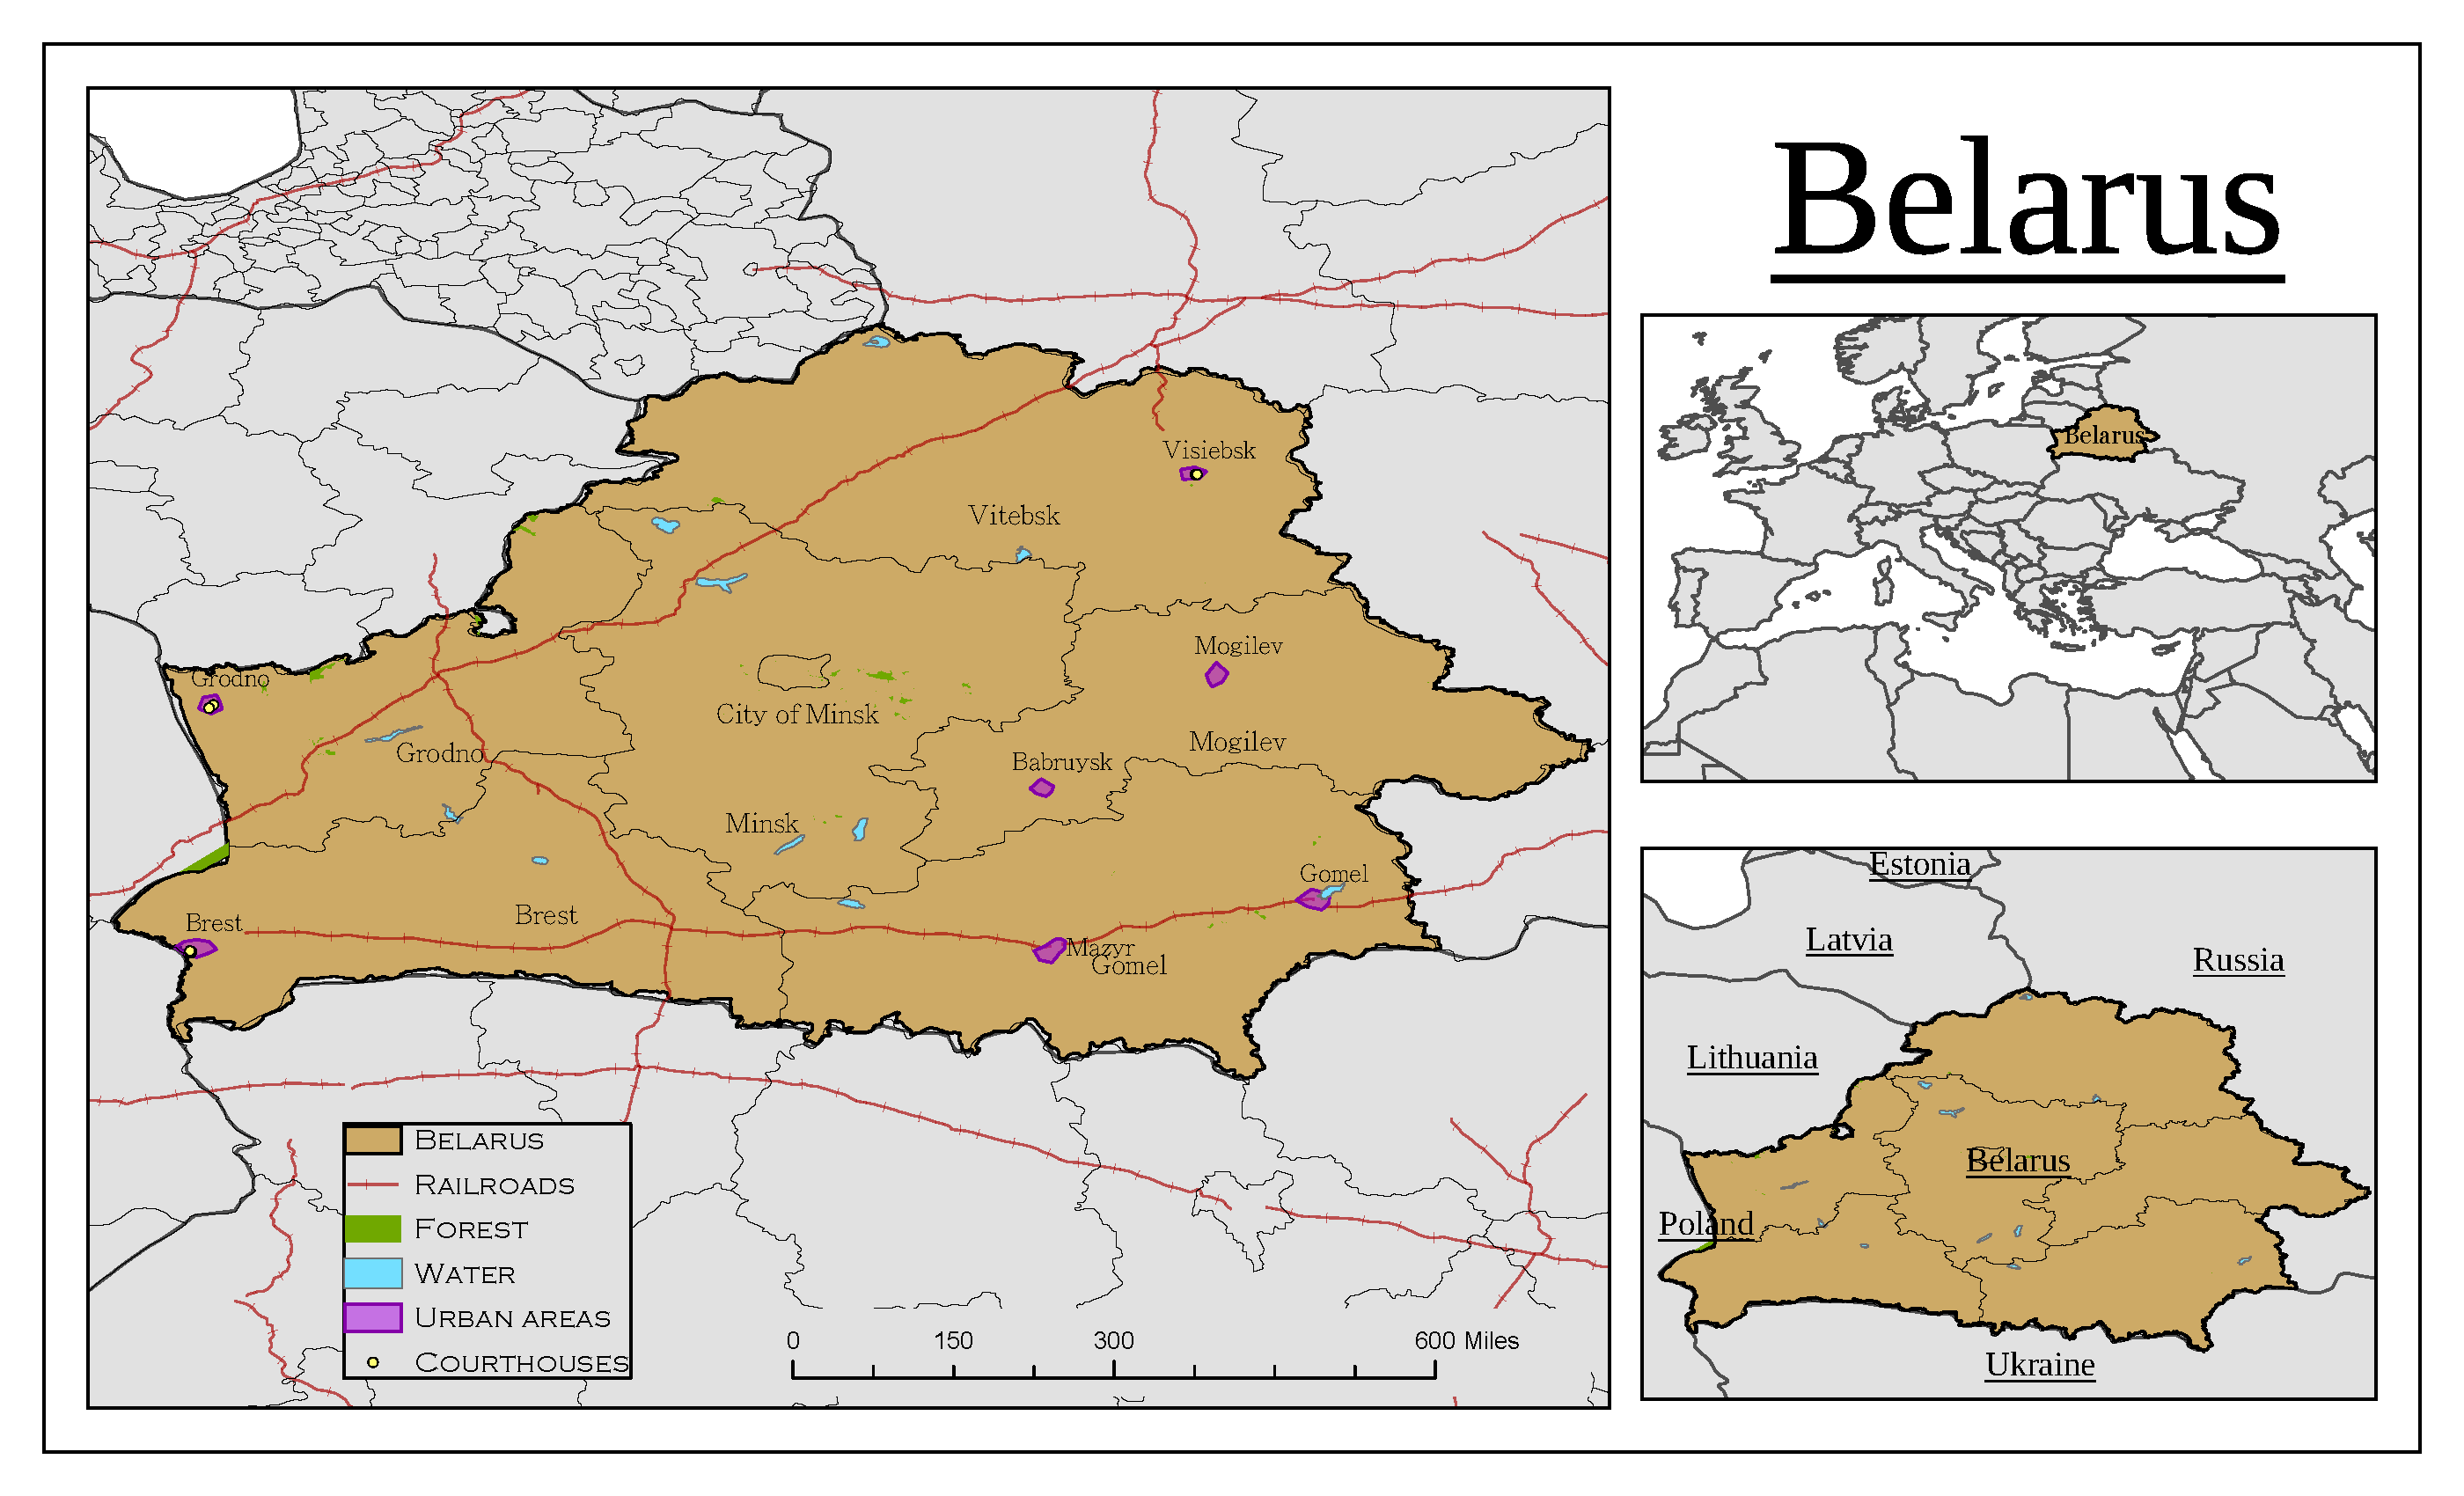 Belarus
Visiebsk
Vitebsk
Mogilev
Grodno
City of Minsk
Mogilev
Grodno
Babruysk
Minsk
Gomel
Brest
Brest
Mazyr
Gomel
BELARUS
RAILROADS
FOREST
WATER
URBAN AREAS
COURTHOUSES
0 150 300 600 Miles
Belarus
Estonia
Latvia
Russia
Lithuania
Belarus
Poland
Ukraine